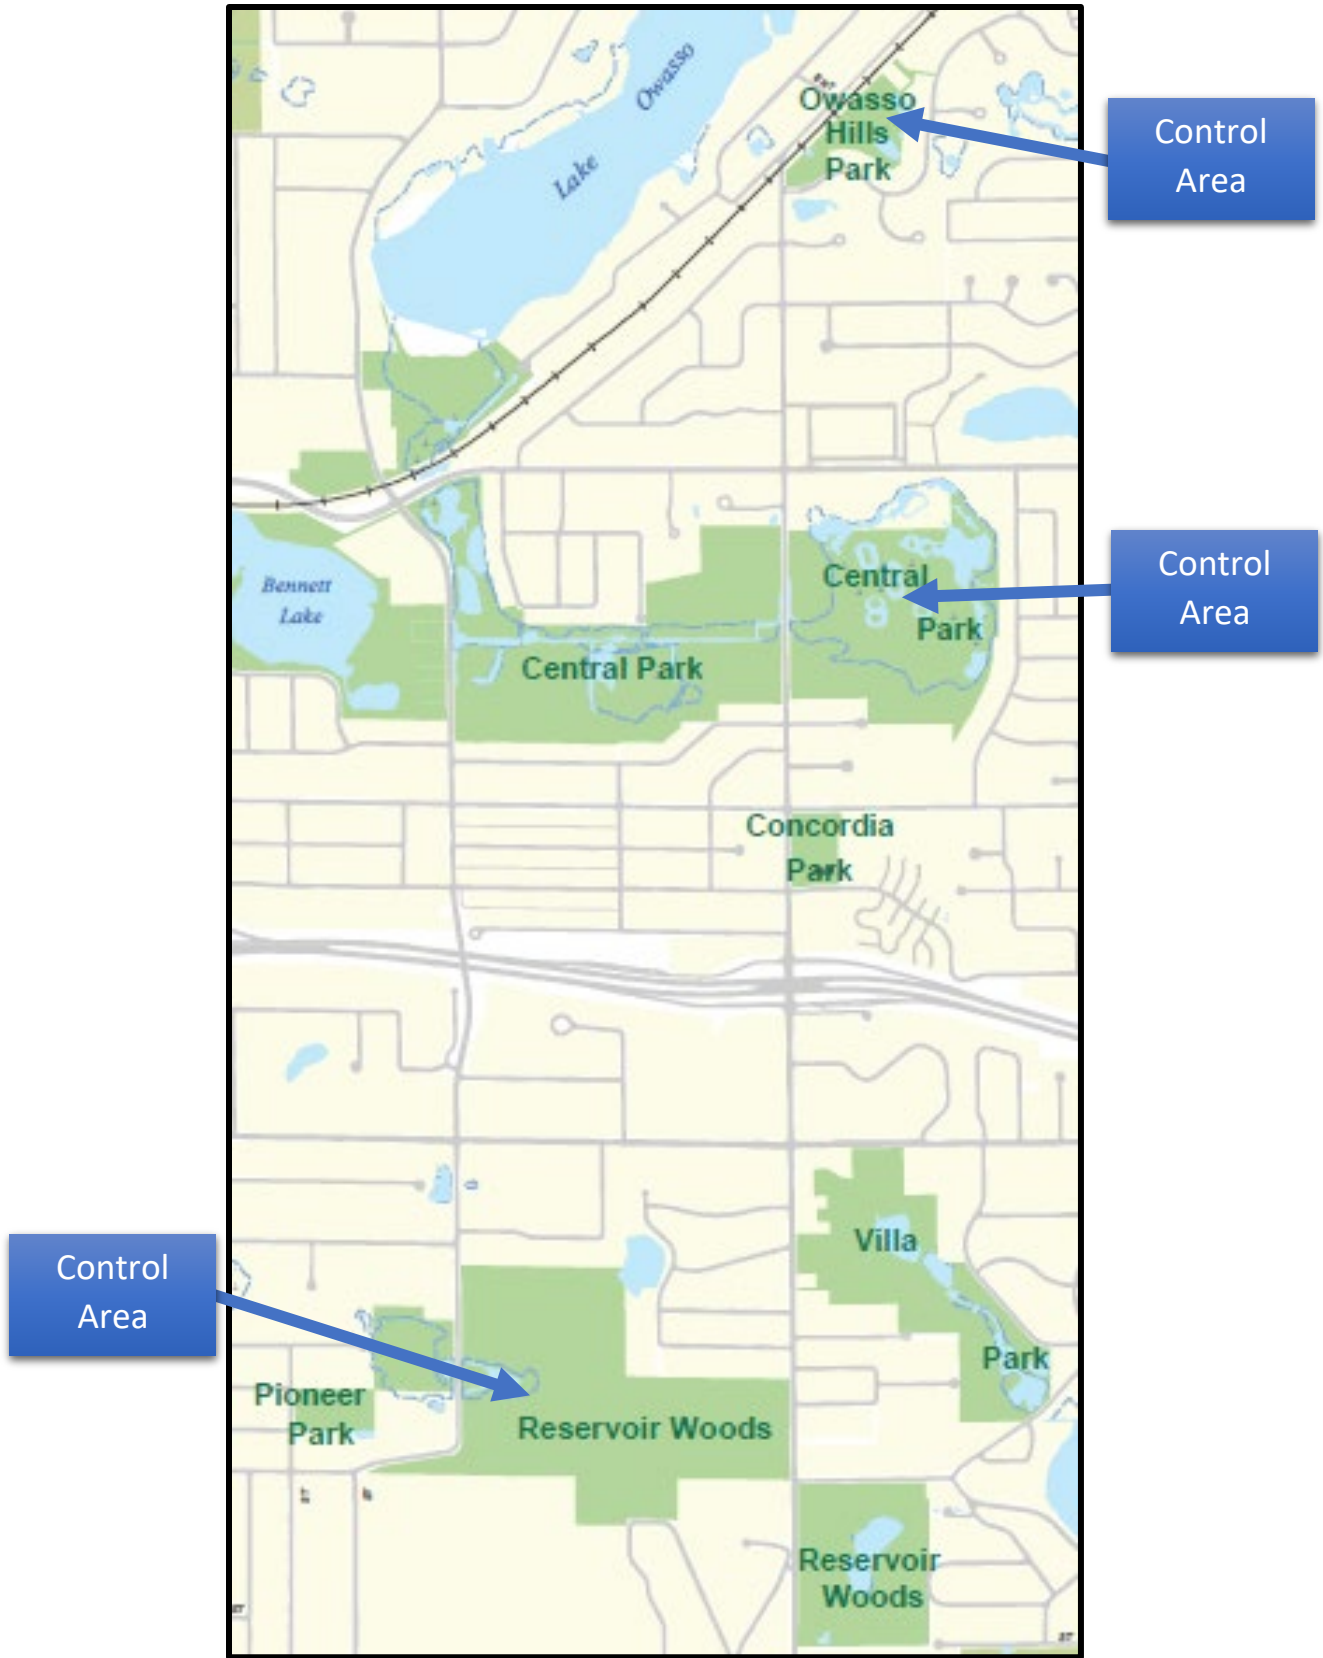 Owasso
Lake
Owasso
Hills
Park
Control
Area
Bennett
Lake
Central
Park
Control
Area
Central Park
Concordia
Park
Villa
Park
Control
Area
Pioneer
Park
Reservoir Woods
Reservoir
Woods
ST